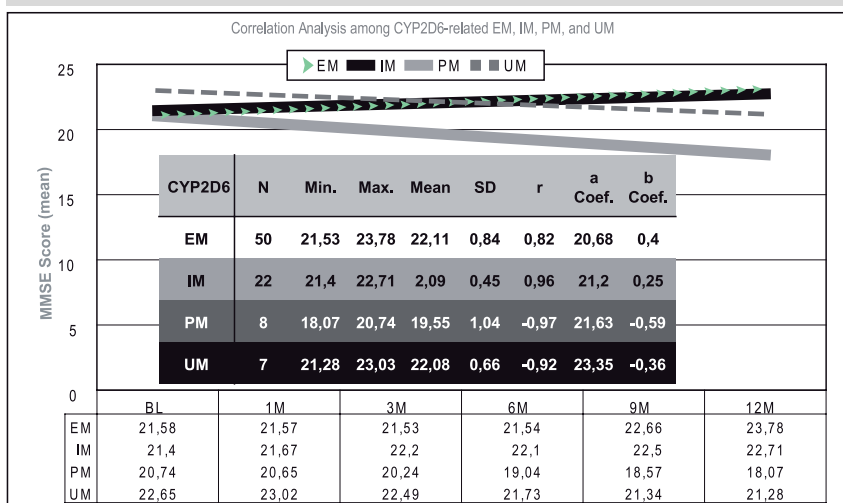 Correlation Analysis among CYP2D6-related EM, IM, PM, and UM
EM IM PM UM
MMSE Score (mean)
25
20
15
10
5
0
CYP2D6 N Min. Max. Mean SD r a Coef. b Coef.
EM 50 21,53 23,78 22,11 0,84 0,82 20,68 0,4
IM 22 21,4 22,71 2,09 0,45 0,96 21,2 0,25
PM 8 18,07 20,74 19,55 1,04 -0,97 21,63 -0,59
UM 7 21,28 23,03 22,08 0,66 -0,92 23,35 -0,36
BL 1M 3M 6M 9M 12M
EM 21,58 21,57 21,53 21,54 22,66 23,78
IM 21,4 21,67 22,2 22,1 22,5 22,71
PM 20,74 20,65 20,24 19,04 18,57 18,07
UM 22,65 23,02 22,49 21,73 21,34 21,28